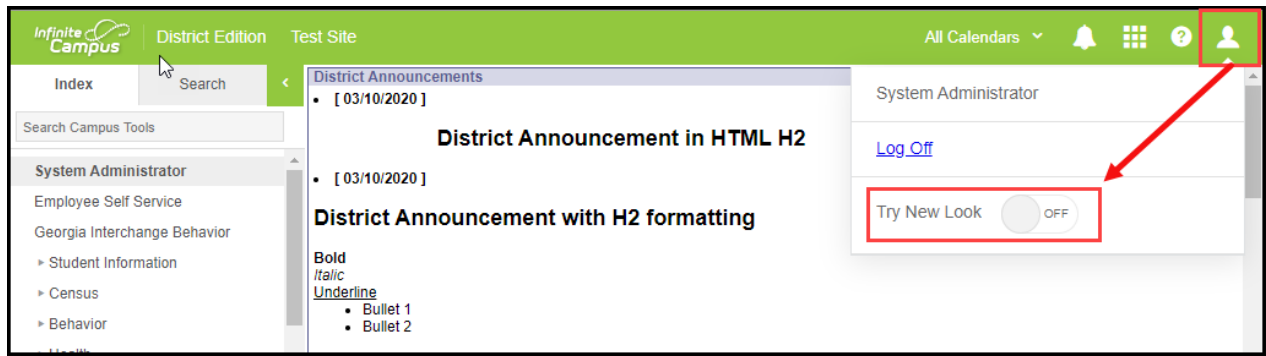 Infinite Campus
District Edition Test Site
All Calendars
Index Search
Search Campus Tools
System Administrator
Employee Self Service
Georgia Interchange Behavior
Student Information
Census
Behavior
District Announcements
• [ 03/10/2020 ]
District Announcement in HTML H2
• [ 03/10/2020 ]
District Announcement with H2 formatting
Bold
Italic
Underline
• Bullet 1
• Bullet 2
System Administrator
Log Off
Try New Look OFF